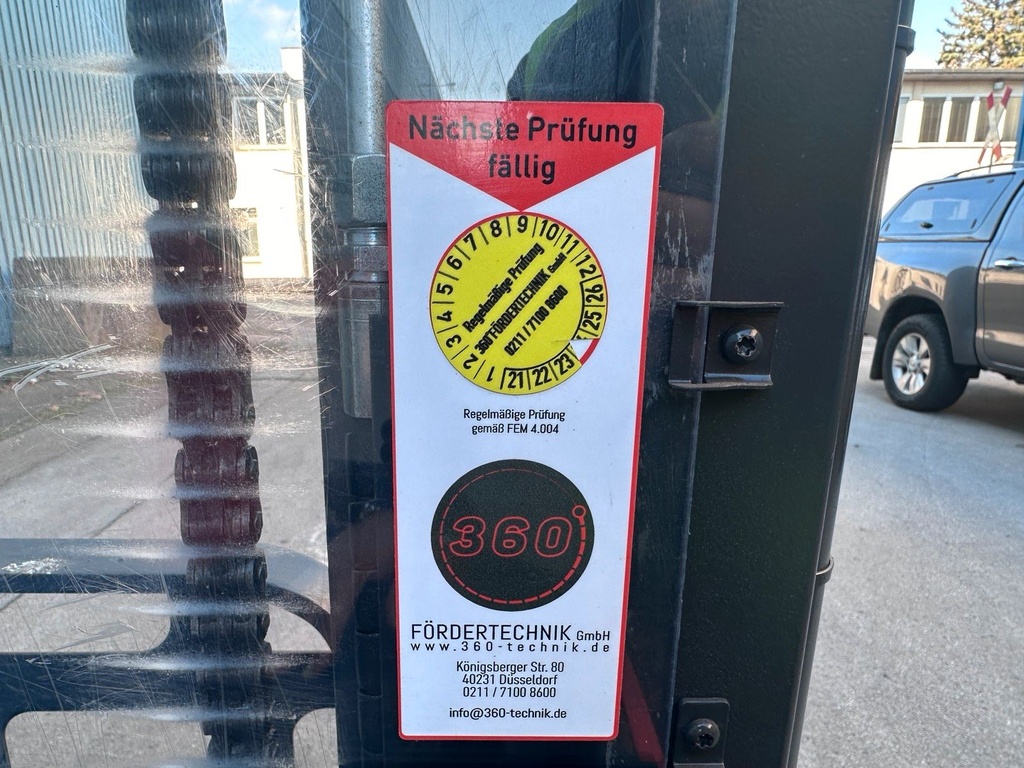 Nächste Prüfung
fällig
1 2 3 4 5 6 7 8 9 10 11 12
21 22 23 25 26
Regelmäßige Prüfung
360°FÖRDERTECHNIK GmbH
0211 / 7100 8600
Regelmäßige Prüfung
gemäß FEM 4.004
360°
FÖRDERTECHNIK GmbH
www.360-technik.de
Königsberger Str. 80
40231 Düsseldorf
0211 / 7100 8600
info@360-technik.de